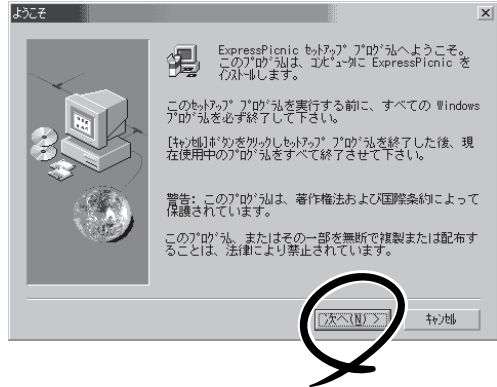 ようこそ
ExpressPicnic ｾｯﾄｱｯﾌﾟ ﾌﾟﾛｸﾞﾗﾑへようこそ。
このﾌﾟﾛｸﾞﾗﾑは、ｺﾝﾋﾟｭｰﾀに ExpressPicnic を
ｲﾝｽﾄｰﾙします。
このｾｯﾄｱｯﾌﾟ ﾌﾟﾛｸﾞﾗﾑを実行する前に、すべての Windows
ﾌﾟﾛｸﾞﾗﾑを必ず終了して下さい。
[ｷｬﾝｾﾙ]ﾎﾞﾀﾝをｸﾘｯｸしｾｯﾄｱｯﾌﾟ ﾌﾟﾛｸﾞﾗﾑを終了した後、現
在使用中のﾌﾟﾛｸﾞﾗﾑをすべて終了させて下さい。
警告: このﾌﾟﾛｸﾞﾗﾑは、著作権法および国際条約によって
保護されています。
このﾌﾟﾛｸﾞﾗﾑ、またはその一部を無断で複製または配布す
ることは、法律により禁止されています。
次へ(N) >
ｷｬﾝｾﾙ